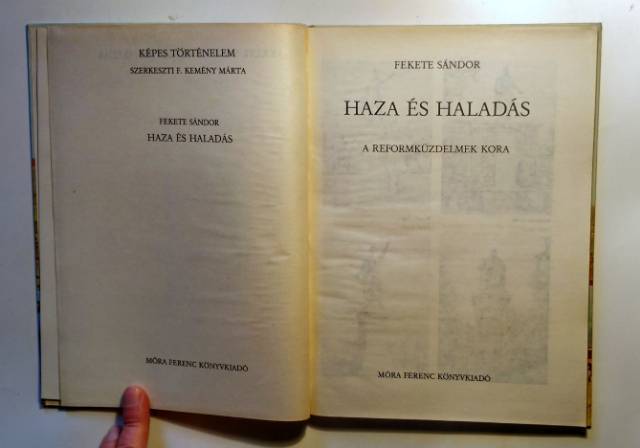 KÉPES TÖRTÉNELEM
SZERKESZTI F. KEMÉNY MÁRTA
FEKETE SÁNDOR
HAZA ÉS HALADÁS
MÓRA FERENC KÖNYVKIADÓ
FEKETE SÁNDOR
HAZA ÉS HALADÁS
A REFORMKÜZDELMEK KORA
MÓRA FERENC KÖNYVKIADÓ